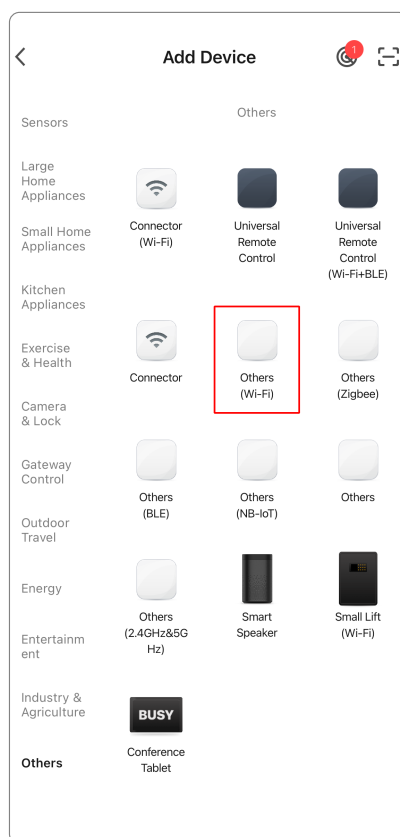 Add Device
1
Sensors
Large
Home
Appliances
Small Home
Appliances
Kitchen
Appliances
Exercise
& Health
Camera
& Lock
Gateway
Control
Outdoor
Travel
Energy
Entertainm
ent
Industry &
Agriculture
Others
Others
Connector
(Wi-Fi)
Universal
Remote
Control
Universal
Remote
Control
(Wi-Fi+BLE)
Connector
Others
(Wi-Fi)
Others
(Zigbee)
Others
(BLE)
Others
(NB-IoT)
Others
Others
(2.4GHz&5G
Hz)
Smart
Speaker
Small Lift
(Wi-Fi)
BUSY
Conference
Tablet